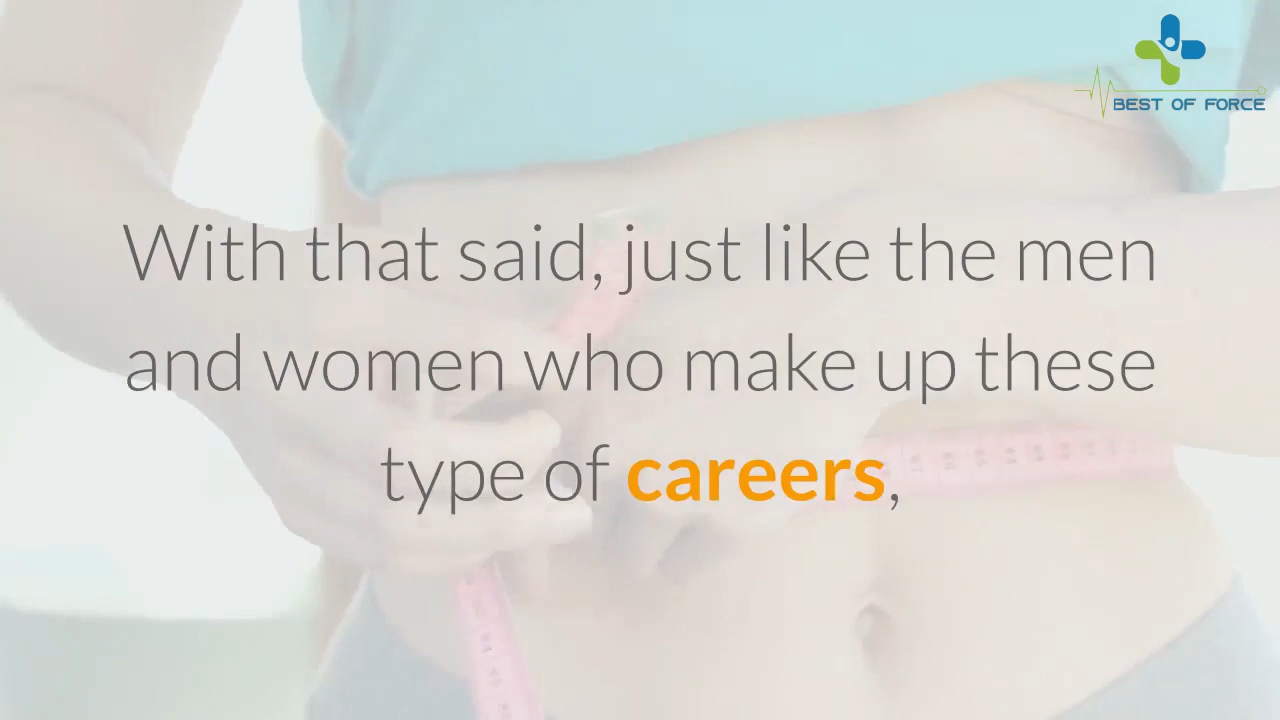 BEST OF FORCE
With that said, just like the men
and women who make up these
type of careers,